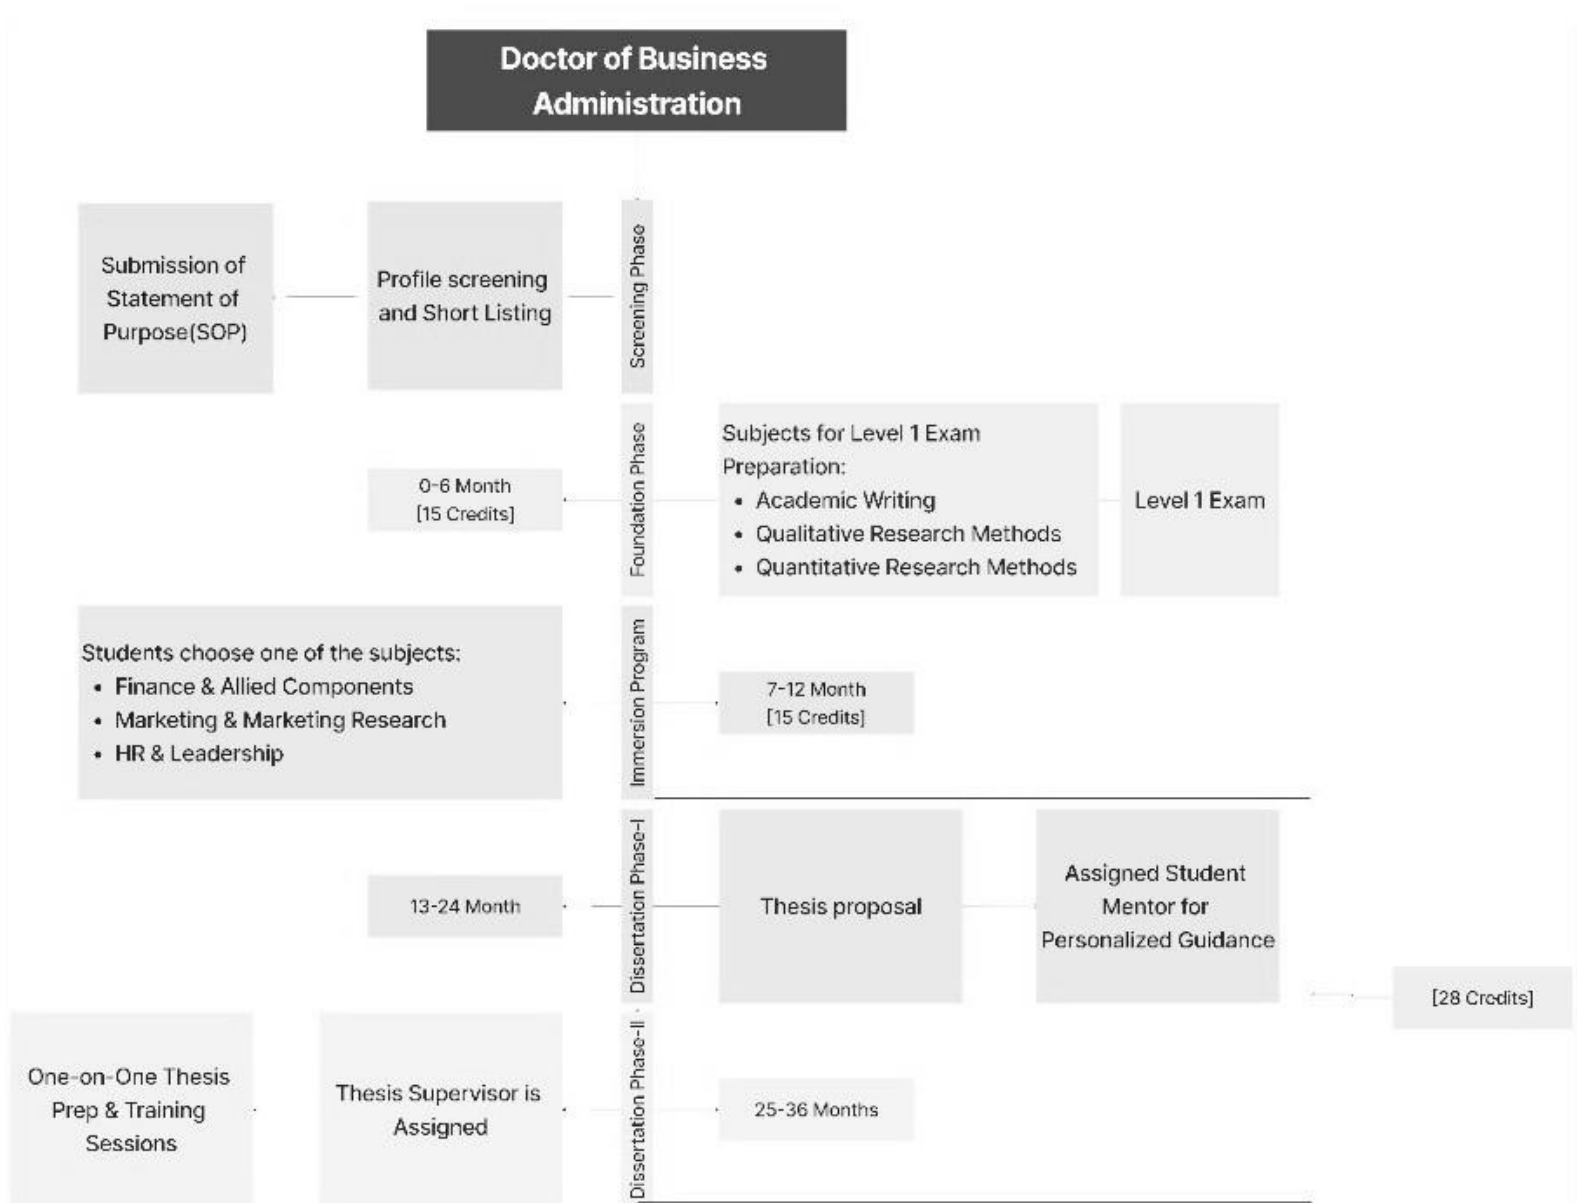 Doctor of Business
Administration
Submission of
Statement of
Purpose(SOP)
Profile screening
and Short Listing
Screening Phase
0-6 Month
[15 Credits]
Foundation Phase
Subjects for Level 1 Exam
Preparation:
• Academic Writing
• Qualitative Research Methods
• Quantitative Research Methods
Level 1 Exam
Students choose one of the subjects:
• Finance & Allied Components
• Marketing & Marketing Research
• HR & Leadership
Immersion Program
7-12 Month
[15 Credits]
13-24 Month
Dissertation Phase-I
Thesis proposal
Assigned Student
Mentor for
Personalized Guidance
[28 Credits]
One-on-One Thesis
Prep & Training
Sessions
Thesis Supervisor is
Assigned
Dissertation Phase-II
25-36 Months